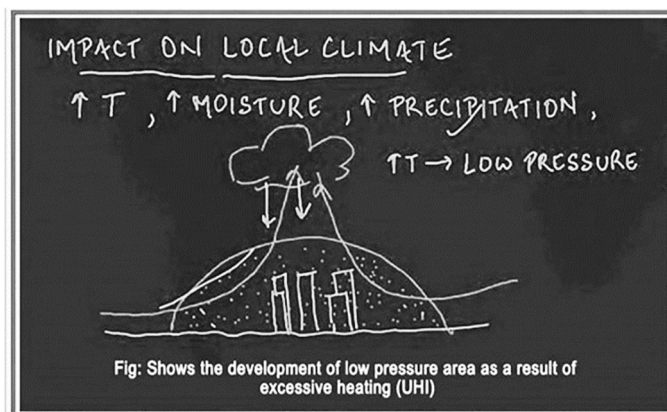 IMPACT ON LOCAL CLIMATE
↑ T, ↑ MOISTURE, ↑ PRECIPITATION,
↑T → LOW PRESSURE
Fig: Shows the development of low pressure area as a result of
excessive heating (UHI)